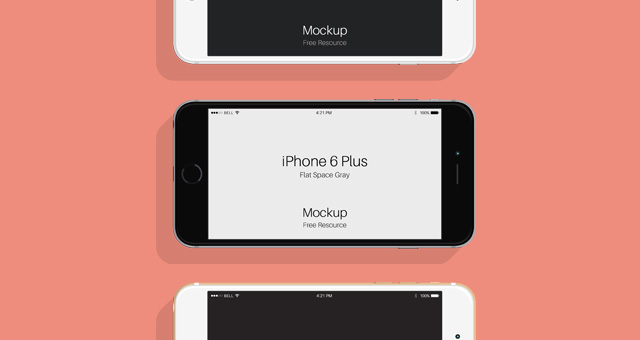 Mockup
Free Resource
BELL 4:21 PM 100%
iPhone 6 Plus
Flat Space Gray
Mockup
Free Resource
BELL 4:21 PM 100%